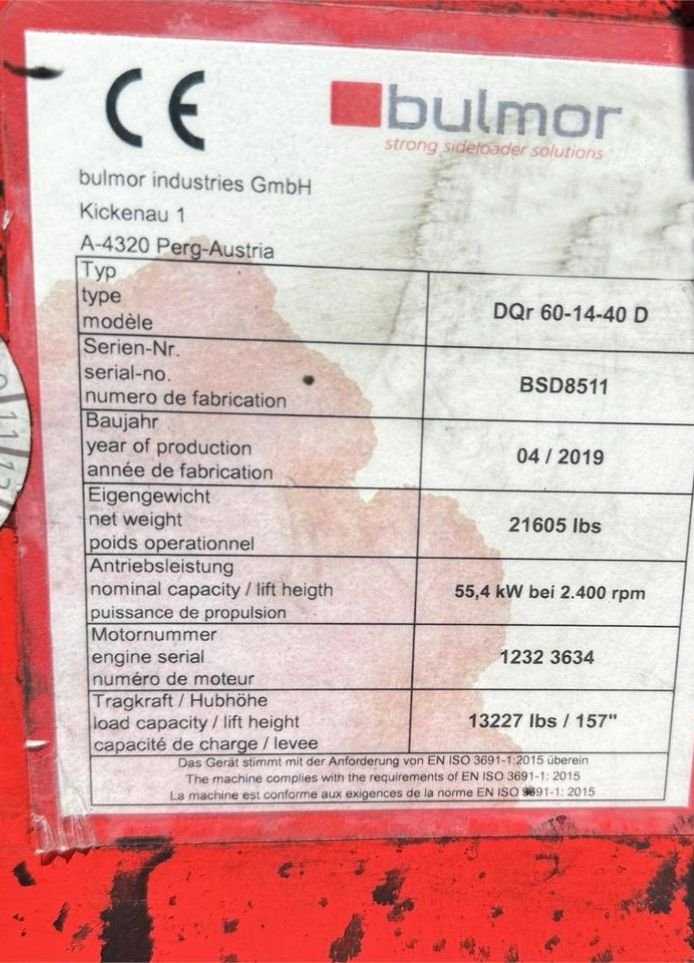 CE
bulmor
strong sideloader solutions
bulmor industries GmbH
Kickenau 1
A-4320 Perg-Austria
Typ
type
modèle
DQr 60-14-40 D
Serien-Nr.
serial-no.
numero de fabrication
BSD8511
Baujahr
year of production
année de fabrication
04 / 2019
Eigengewicht
net weight
poids operationnel
21605 lbs
Antriebsleistung
nominal capacity / lift heigth
puissance de propulsion
55,4 kW bei 2.400 rpm
Motornummer
engine serial
numéro de moteur
1232 3634
Tragkraft / Hubhöhe
load capacity / lift height
capacité de charge / levee
13227 lbs / 157"
Das Gerät stimmt mit der Anforderung von EN ISO 3691-1:2015 überein
The machine complies with the requirements of EN ISO 3691-1: 2015
La machine est conforme aux exigences de la norme EN ISO 3691-1: 2015
11